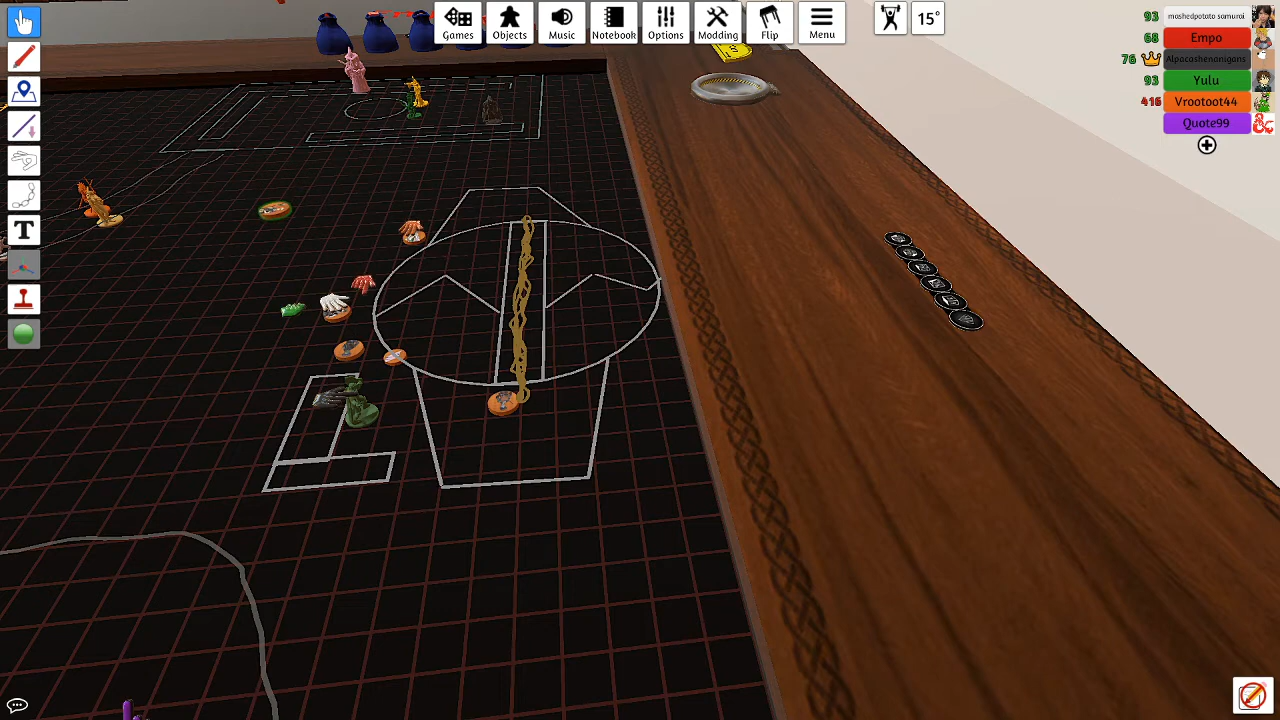 Games
Objects
Music
Notebook
Options
Modding
Flip
Menu
15°
93 mashedpotato samurai
68 Empo
76 Alpacashenanigans
93 Yulu
416 Vrootoot44
Quote99
T